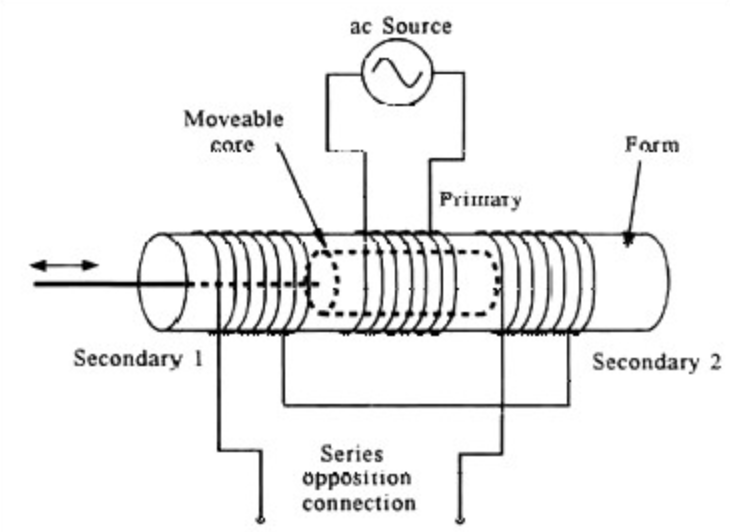 ac Source
Moveable
core
Form
Primary
Secondary 1
Secondary 2
Series
opposition
connection